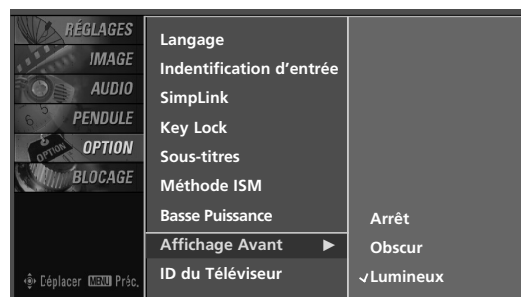 RÉGLAGES
IMAGE
AUDIO
PENDULE
OPTION
BLOCAGE
Déplacer MENU Préc.
Langage
Indentification d'entrée
SimpLink
Key Lock
Sous-titres
Méthode ISM
Basse Puissance
Affichage Avant ►
ID du Téléviseur
Arrêt
Obscur
✓Lumineux